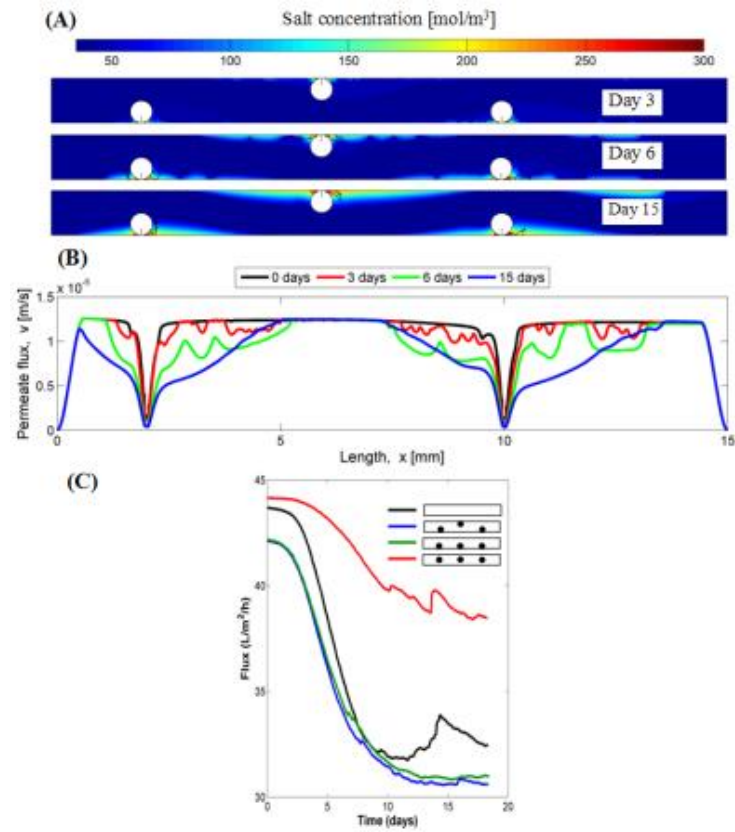 (A)
Salt concentration [mol/m³]
50 100 150 200 250 300
Day 3
Day 6
Day 15
(B)
0 days 3 days 6 days 15 days
x 10⁻⁵
1.5
1
0.5
0
Permeate flux, v [m/s]
0 5 10 15
Length, x [mm]
(C)
45
40
35
30
Flux (L/m²/h)
0 5 10 15 20
Time (days)